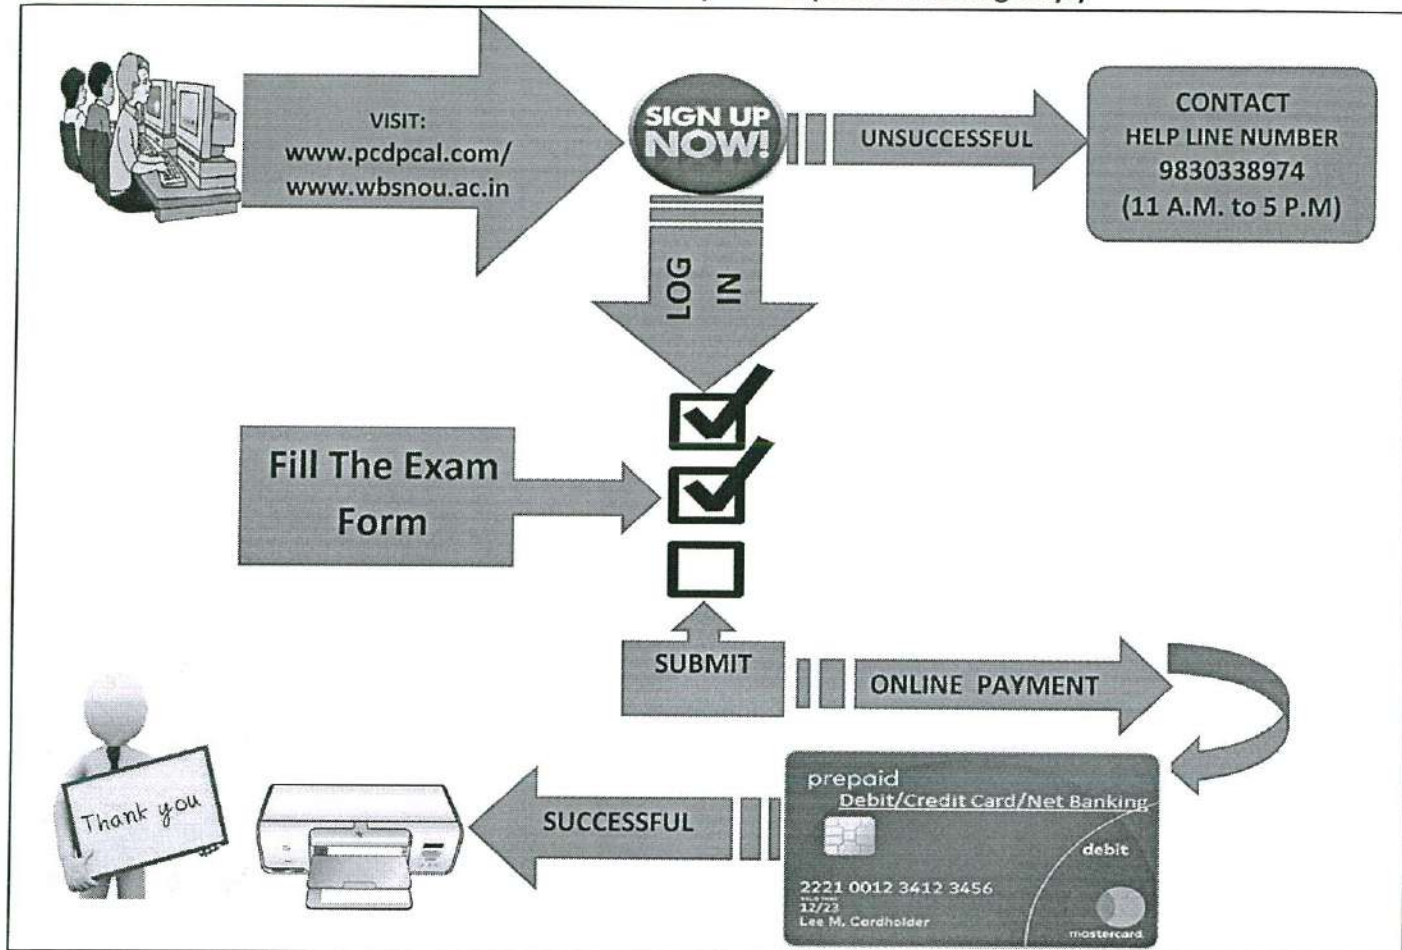 VISIT:
www.pcdpcal.com/
www.wbsnou.ac.in
SIGN UP
NOW!
UNSUCCESSFUL
CONTACT
HELP LINE NUMBER
9830338974
(11 A.M. to 5 P.M)
LOG
IN
Fill The Exam
Form
SUBMIT
ONLINE PAYMENT
prepaid
Debit/Credit Card/Net Banking
debit
2221 0012 3412 3456
12/23
Lee M, Cardholder
mastercard
SUCCESSFUL
Thank you